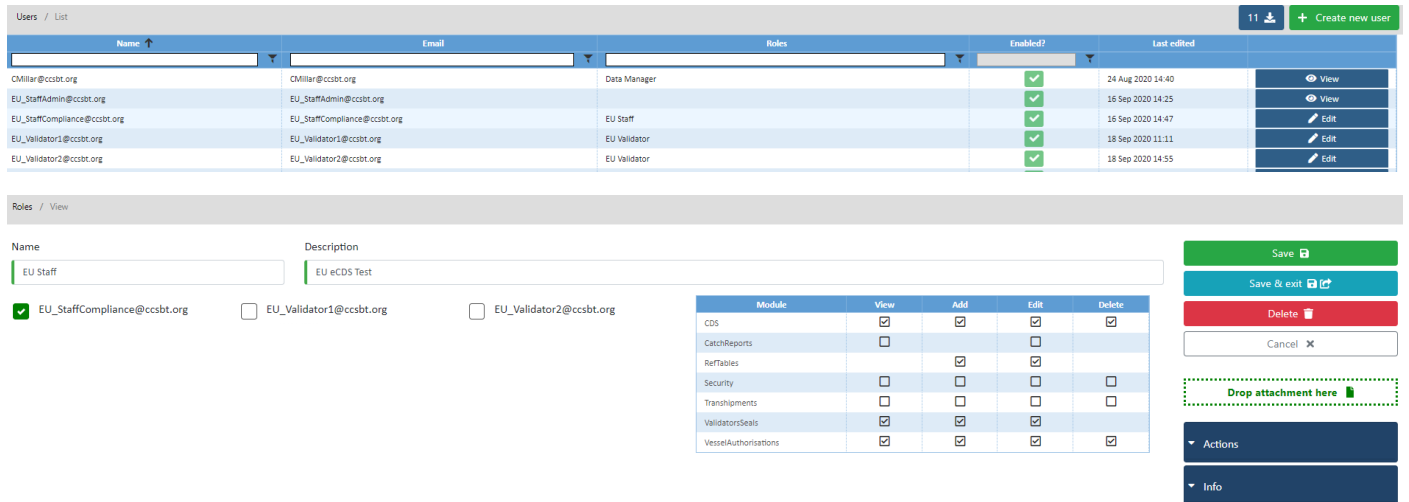 Users / List
11
+ Create new user
Name Email Roles Enabled? Last edited
CMillar@ccsbt.org CMillar@ccsbt.org Data Manager 24 Aug 2020 14:40 View
EU_StaffAdmin@ccsbt.org EU_StaffAdmin@ccsbt.org 16 Sep 2020 14:25 View
EU_StaffCompliance@ccsbt.org EU_StaffCompliance@ccsbt.org EU Staff 16 Sep 2020 14:47 Edit
EU_Validator1@ccsbt.org EU_Validator1@ccsbt.org EU Validator 18 Sep 2020 11:11 Edit
EU_Validator2@ccsbt.org EU_Validator2@ccsbt.org EU Validator 18 Sep 2020 14:55 Edit
Roles / View
Name Description
EU Staff EU eCDS Test
EU_StaffCompliance@ccsbt.org EU_Validator1@ccsbt.org EU_Validator2@ccsbt.org
Module View Add Edit Delete
CDS
CatchReports
RefTables
Security
Transhipments
ValidatorsSeals
VesselAuthorisations
Save
Save & exit
Delete
Cancel
Drop attachment here
Actions
Info